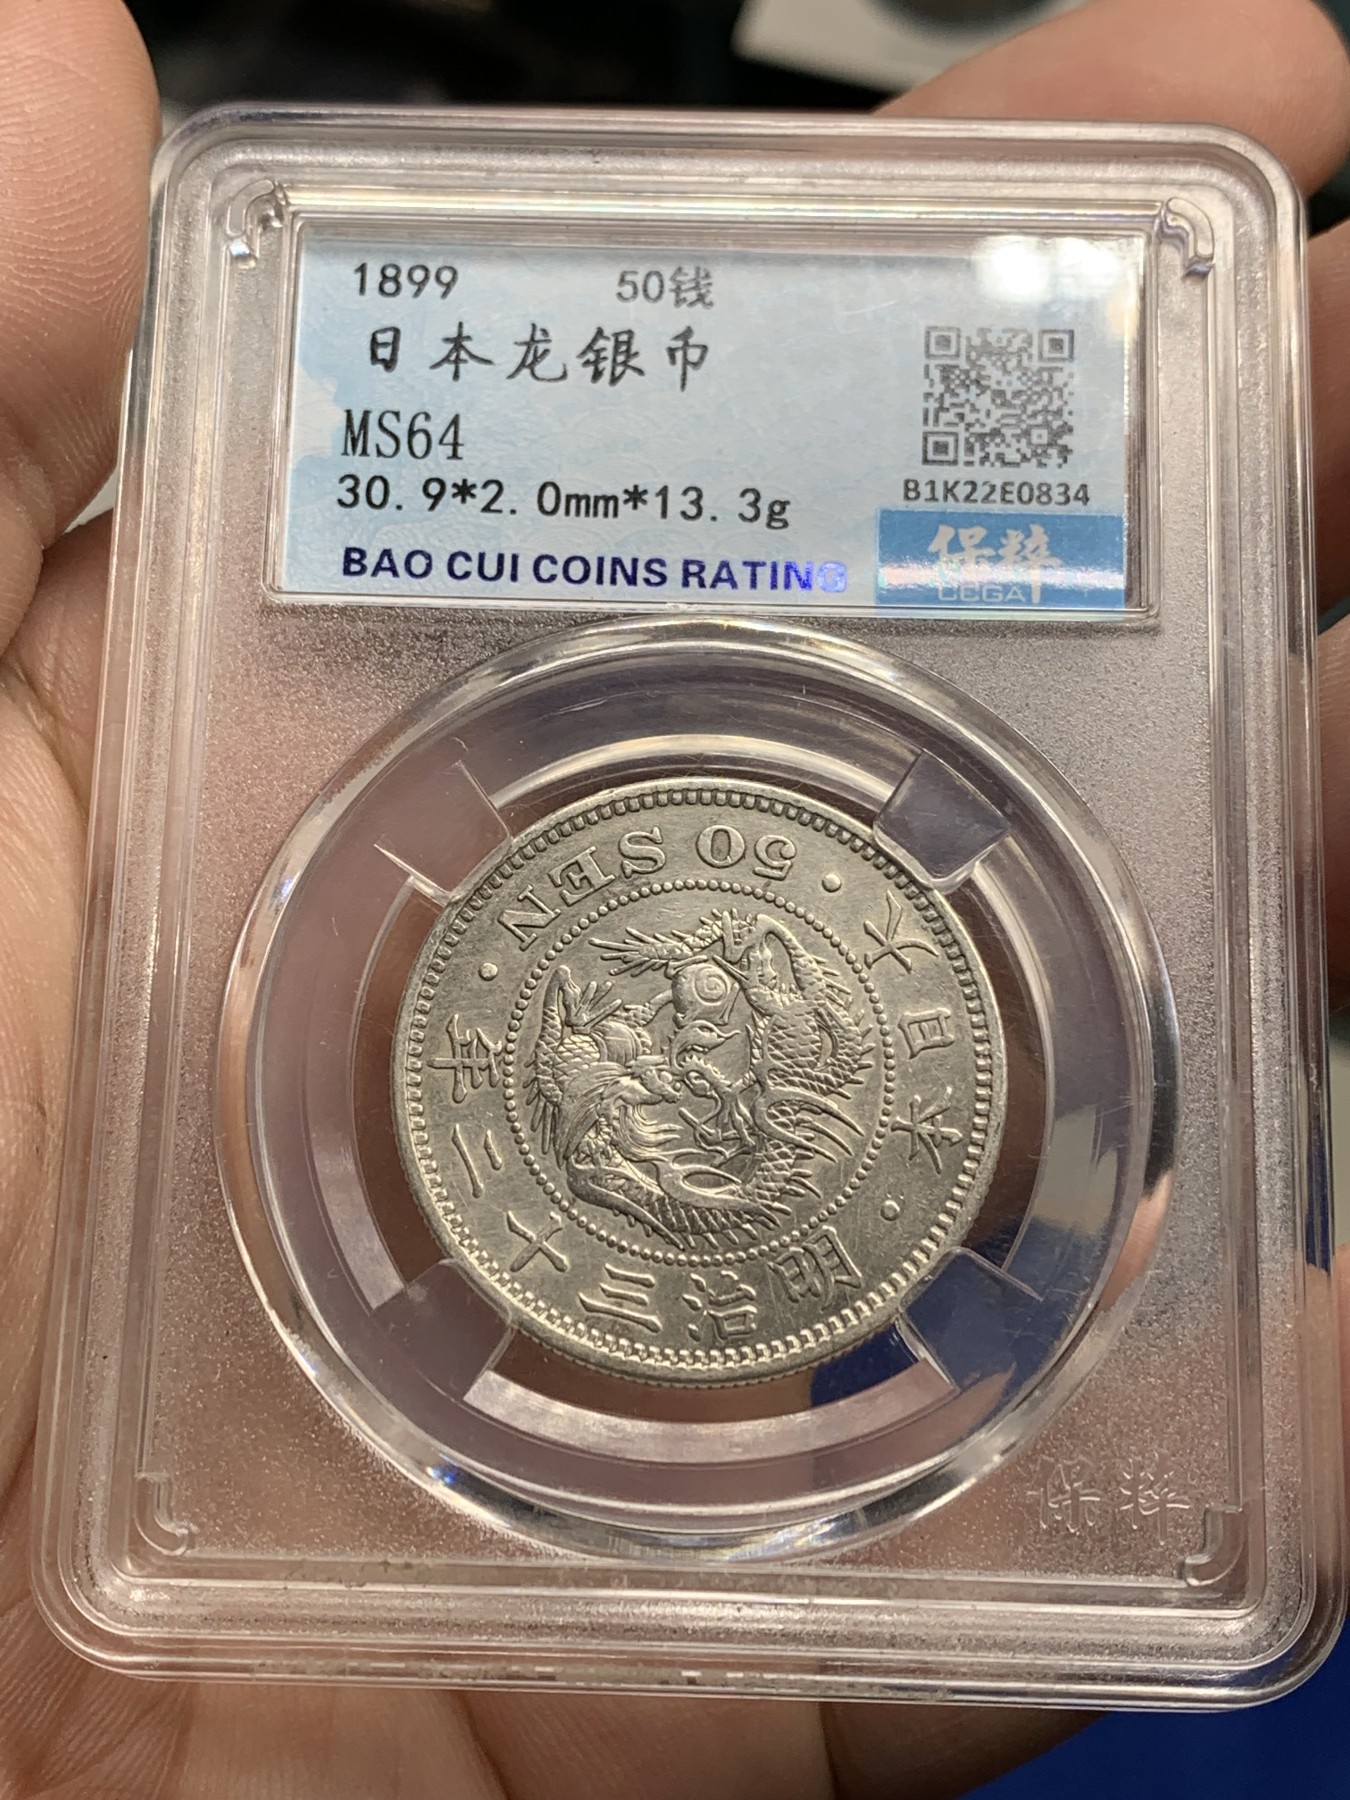 1899 50钱
日本龙银币
MS64
30.9*2.0mm*13.3g
B1K22E0834
BAO CUI COINS RATING
保粹
CCGA
大日本・明治三十二年・50 SEN・
保粹